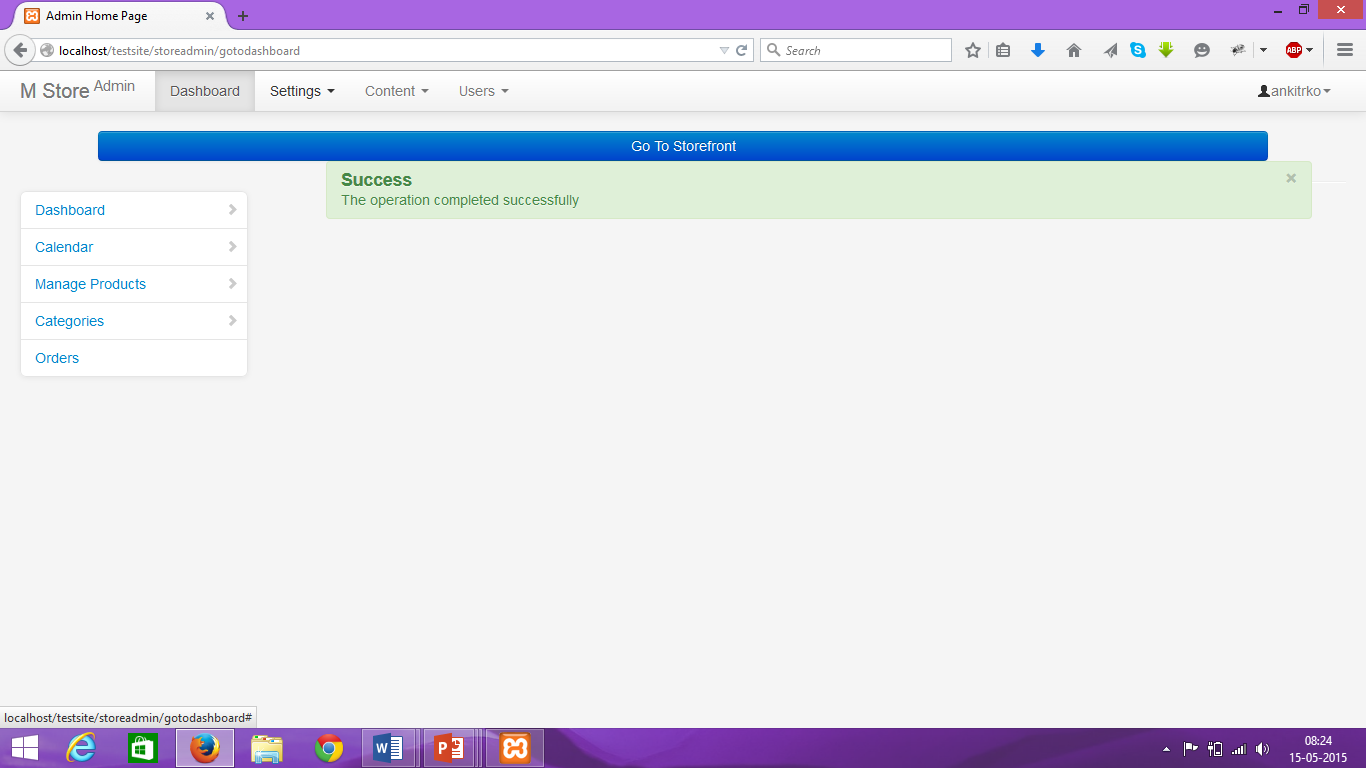 Admin Home Page
localhost/testsite/storeadmin/gotodashboard
Search
ABP
M Store Admin
Dashboard
Settings
Content
Users
ankitrko
Go To Storefront
Success
The operation completed successfully
Dashboard
Calendar
Manage Products
Categories
Orders
localhost/testsite/storeadmin/gotodashboard#
08:24
15-05-2015